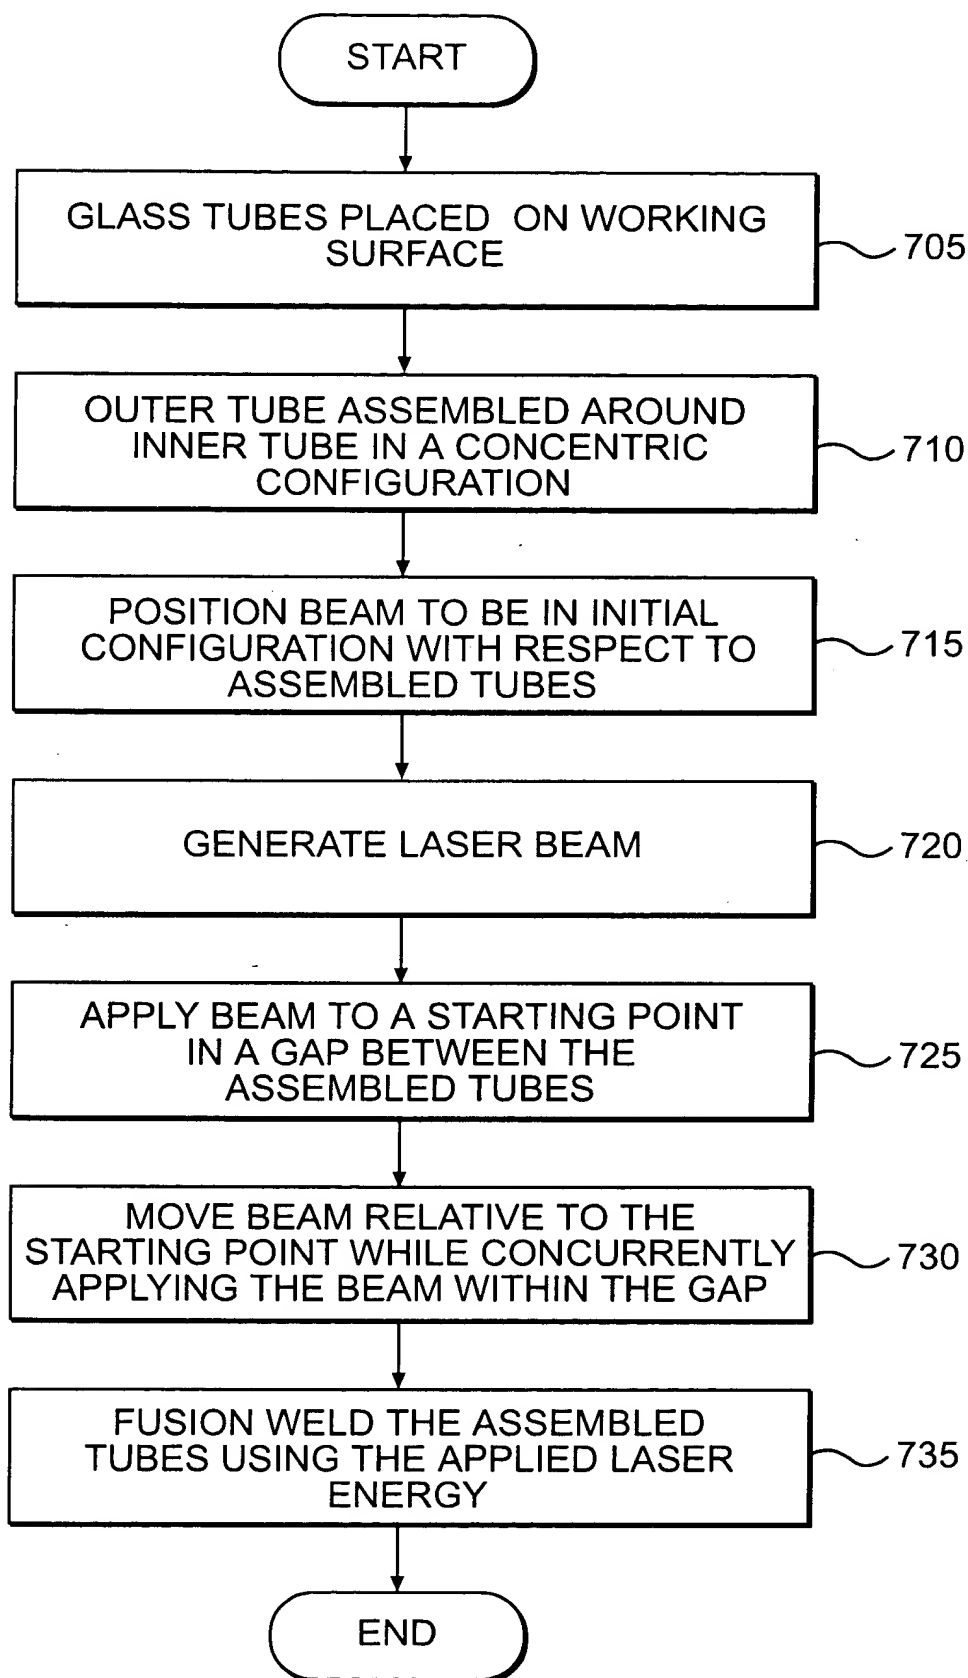 START
GLASS TUBES PLACED ON WORKING
SURFACE
705
OUTER TUBE ASSEMBLED AROUND
INNER TUBE IN A CONCENTRIC
CONFIGURATION
710
POSITION BEAM TO BE IN INITIAL
CONFIGURATION WITH RESPECT TO
ASSEMBLED TUBES
715
GENERATE LASER BEAM
720
APPLY BEAM TO A STARTING POINT
IN A GAP BETWEEN THE
ASSEMBLED TUBES
725
MOVE BEAM RELATIVE TO THE
STARTING POINT WHILE CONCURRENTLY
APPLYING THE BEAM WITHIN THE GAP
730
FUSION WELD THE ASSEMBLED
TUBES USING THE APPLIED LASER
ENERGY
735
END